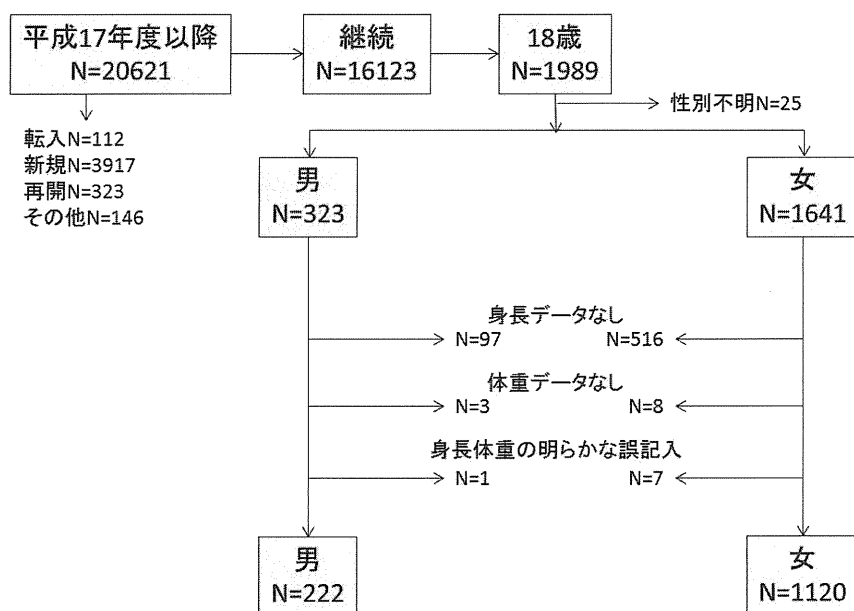 平成17年度以降
N=20621
継続
N=16123
18歳
N=1989
性別不明N=25
転入N=112
新規N=3917
再開N=323
その他N=146
男
N=323
女
N=1641
身長データなし
N=97
N=516
体重データなし
N=3
N=8
身長体重の明らかな誤記入
N=1
N=7
男
N=222
女
N=1120